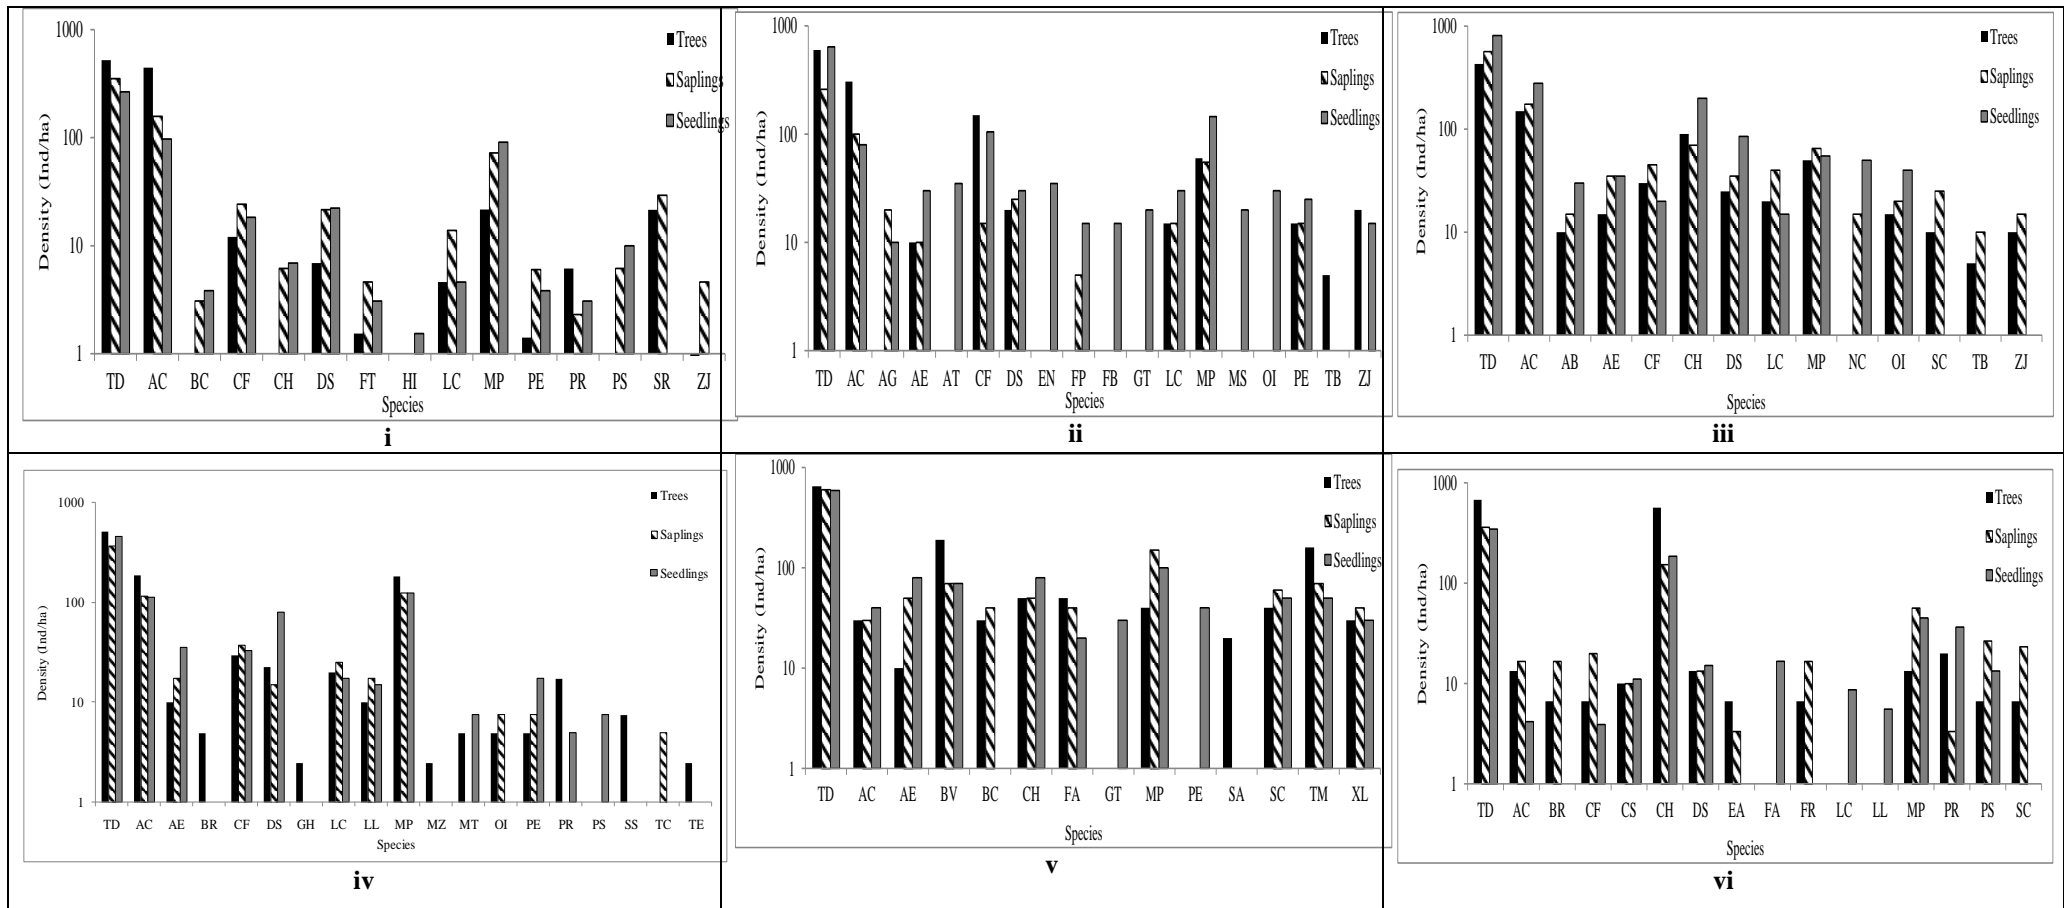 1000
100
10
1
Density (Ind/ha)
Trees
Saplings
Seedlings
TD AC BC CF CH DS FT HI LC MP PE PR PS SR ZJ
Species
i
1000
100
10
1
Density (Ind/ha)
Trees
Saplings
Seedlings
TD AC AG AE AT CF DS EN FP FB GT LC MP MS OI PE TB ZJ
Species
ii
1000
100
10
1
Density (Ind/ha)
Trees
Saplings
Seedlings
TD AC AB AE CF CH DS LC MP NC OI SC TB ZJ
Species
iii
1000
100
10
1
Density (Ind/ha)
Trees
Saplings
Seedlings
TD AC AE BR CF DS GH LC LL MP MZ MT OI PE PR PS SS TC TE
Species
iv
1000
100
10
1
Density (Ind/ha)
Trees
Saplings
Seedlings
TD AC AE BV BC CH FA GT MP PE SA SC TM XL
Species
v
1000
100
10
1
Density (Ind/ha)
Trees
Saplings
Seedlings
TD AC BR CF CS CH DS EA FA FR LC LL MP PR PS SC
Species
vi